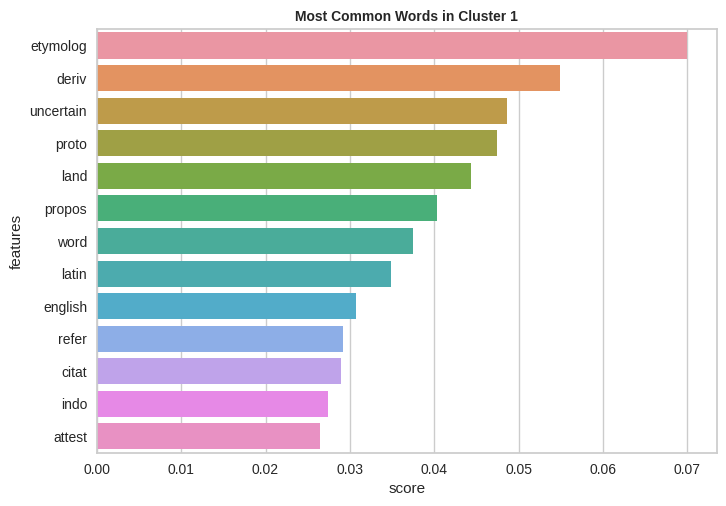 Most Common Words in Cluster 1
features
etymolog
deriv
uncertain
proto
land
propos
word
latin
english
refer
citat
indo
attest
0.00 0.01 0.02 0.03 0.04 0.05 0.06 0.07
score